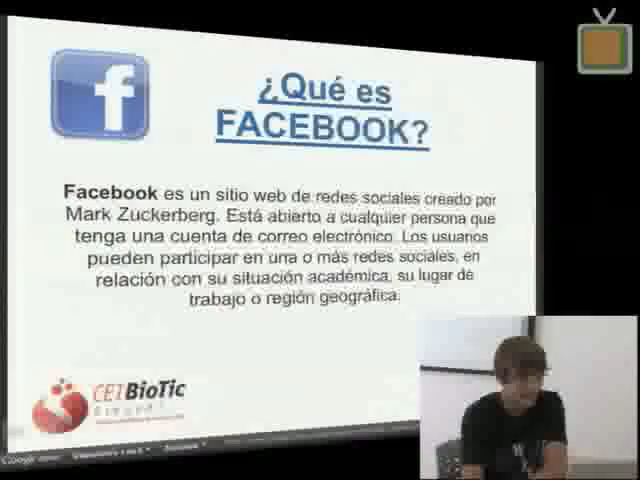 ¿Qué es
FACEBOOK?
Facebook es un sitio web de redes sociales creado por
Mark Zuckerberg. Está abierto a cualquier persona que
tenga una cuenta de correo electrónico. Los usuarios
pueden participar en una o más redes sociales, en
relación con su situación académica, su lugar de
trabajo o región geográfica.
CEIBioTic